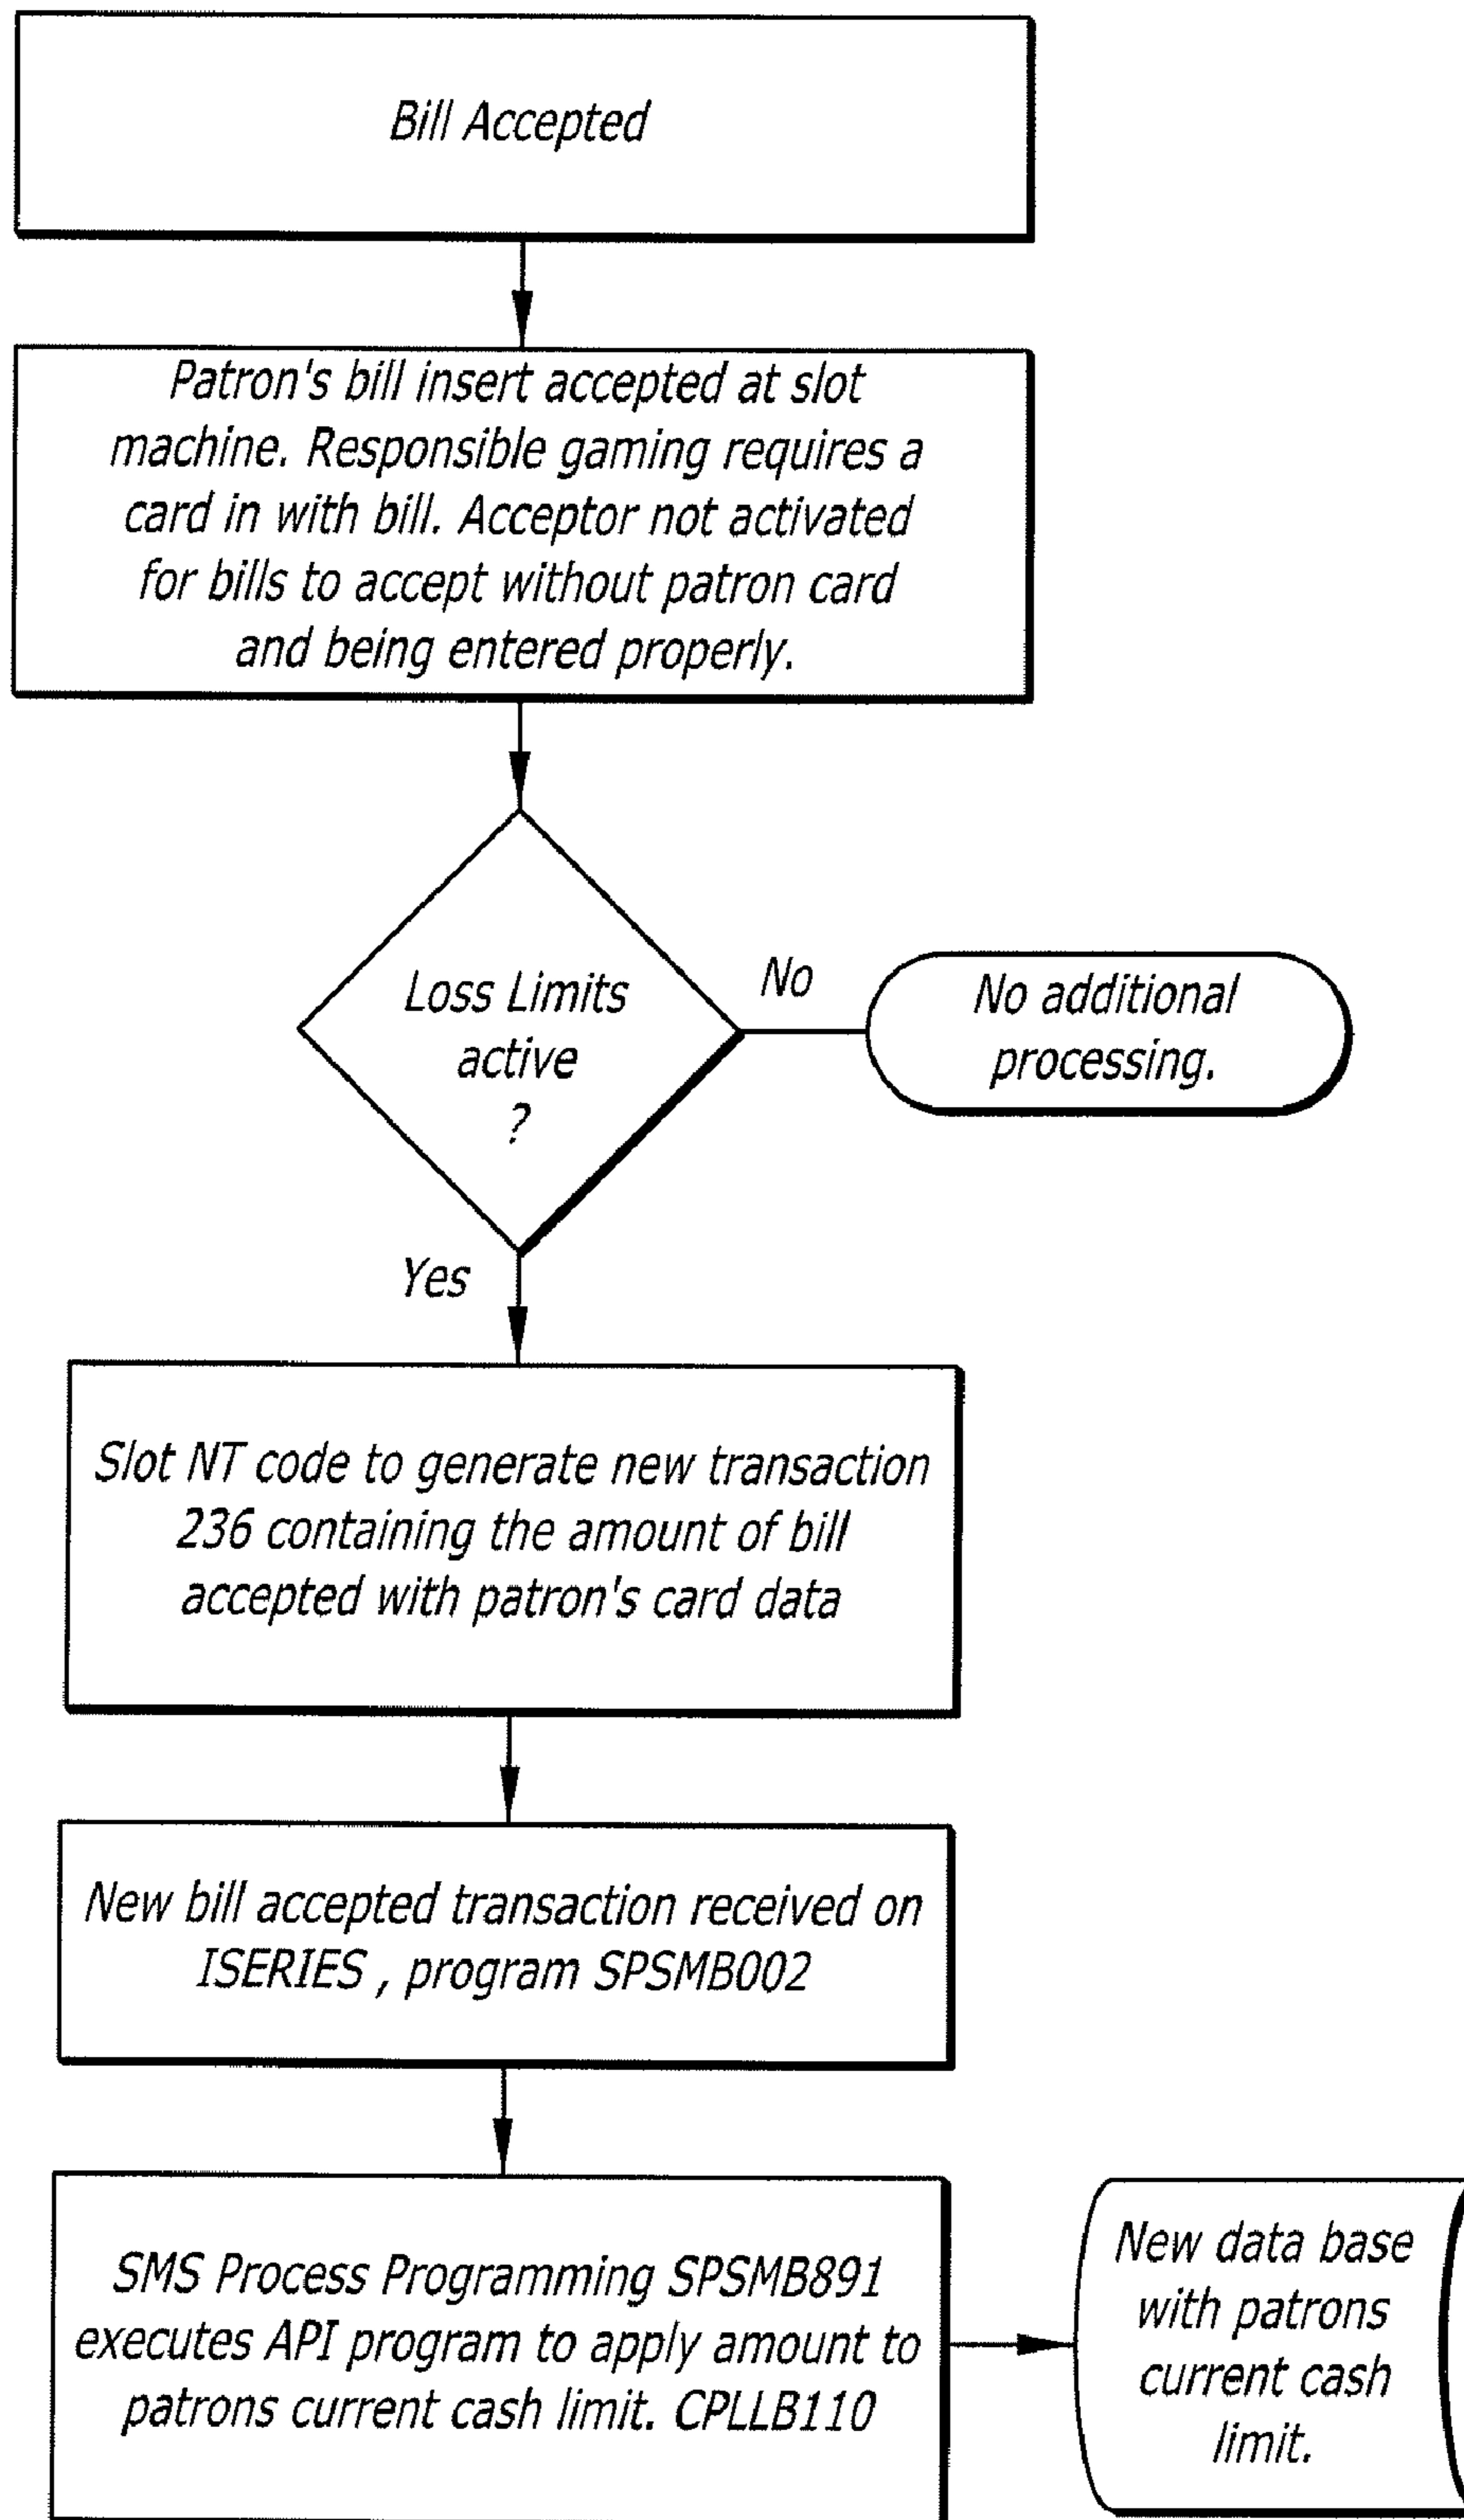 Bill Accepted
Patron's bill insert accepted at slot
machine. Responsible gaming requires a
card in with bill. Acceptor not activated
for bills to accept without patron card
and being entered properly.
Loss Limits
active
?
No
No additional
processing.
Yes
Slot NT code to generate new transaction
236 containing the amount of bill
accepted with patron's card data
New bill accepted transaction received on
ISERIES , program SPSMB002
SMS Process Programming SPSMB891
executes API program to apply amount to
patrons current cash limit. CPLLB110
New data base
with patrons
current cash
limit.